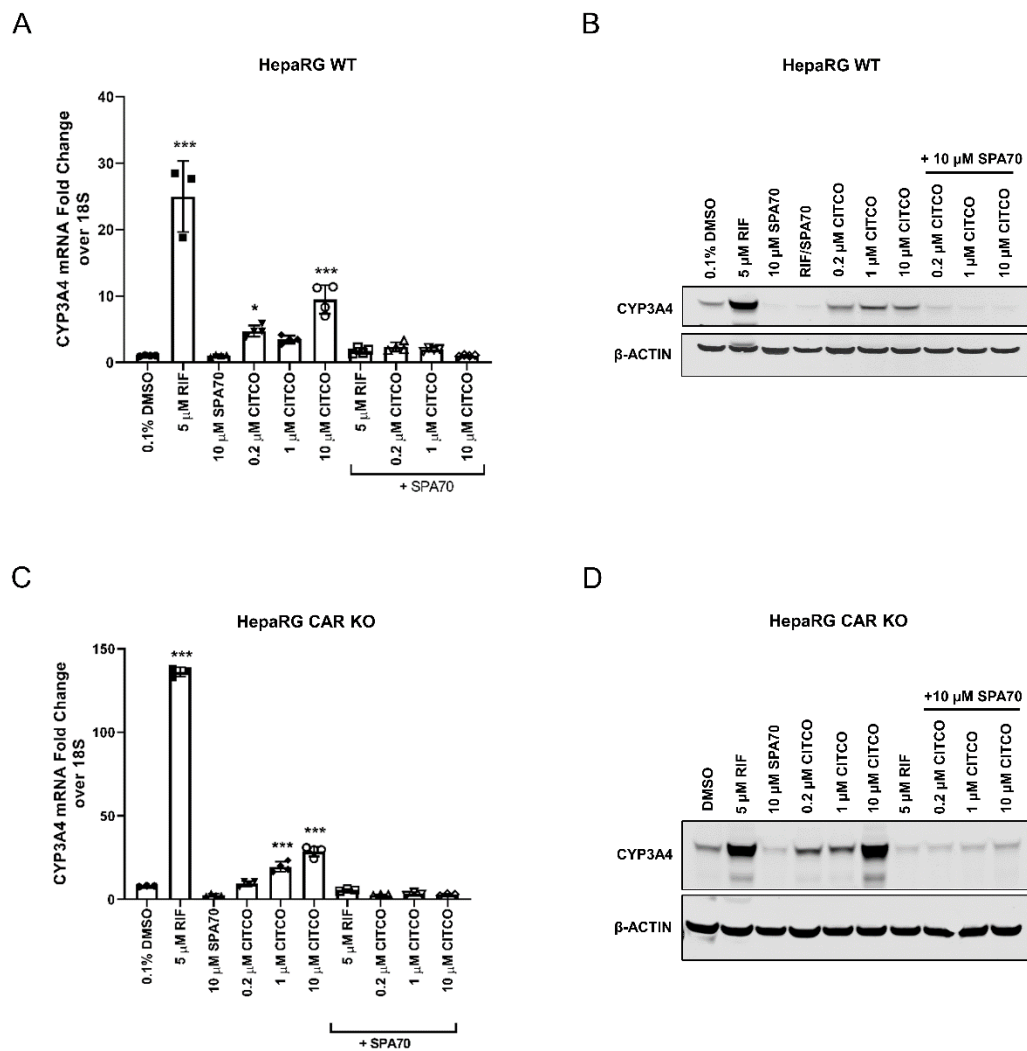 A
HepaRG WT
CYP3A4 mRNA Fold Change
over 18S
40
30
20
10
0
***
*
***
0.1% DMSO
5 μM RIF
10 μM SPA70
0.2 μM CITCO
1 μM CITCO
10 μM CITCO
5 μM RIF
0.2 μM CITCO
1 μM CITCO
10 μM CITCO
+ SPA70
B
HepaRG WT
+ 10 μM SPA70
0.1% DMSO
5 μM RIF
10 μM SPA70
RIF/SPA70
0.2 μM CITCO
1 μM CITCO
10 μM CITCO
0.2 μM CITCO
1 μM CITCO
10 μM CITCO
CYP3A4
β-ACTIN
C
HepaRG CAR KO
CYP3A4 mRNA Fold Change
over 18S
150
100
50
0
***
***
***
0.1% DMSO
5 μM RIF
10 μM SPA70
0.2 μM CITCO
1 μM CITCO
10 μM CITCO
5 μM RIF
0.2 μM CITCO
1 μM CITCO
10 μM CITCO
+ SPA70
D
HepaRG CAR KO
+10 μM SPA70
DMSO
5 μM RIF
10 μM SPA70
0.2 μM CITCO
1 μM CITCO
10 μM CITCO
5 μM RIF
0.2 μM CITCO
1 μM CITCO
10 μM CITCO
CYP3A4
β-ACTIN